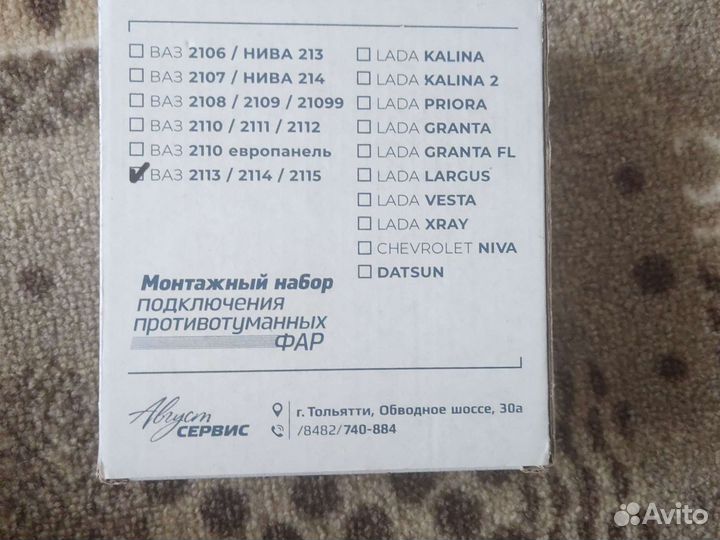 ВАЗ 2106 / НИВА 213
ВАЗ 2107 / НИВА 214
ВАЗ 2108 / 2109 / 21099
ВАЗ 2110 / 2111 / 2112
ВАЗ 2110 европанель
ВАЗ 2113 / 2114 / 2115
LADA KALINA
LADA KALINA 2
LADA PRIORA
LADA GRANTA
LADA GRANTA FL
LADA LARGUS
LADA VESTA
LADA XRAY
CHEVROLET NIVA
DATSUN
Монтажный набор
подключения
противотуманных
ФАР
Август
СЕРВИС
г. Тольятти, Обводное шоссе, 30а
/8482/740-884
Avito